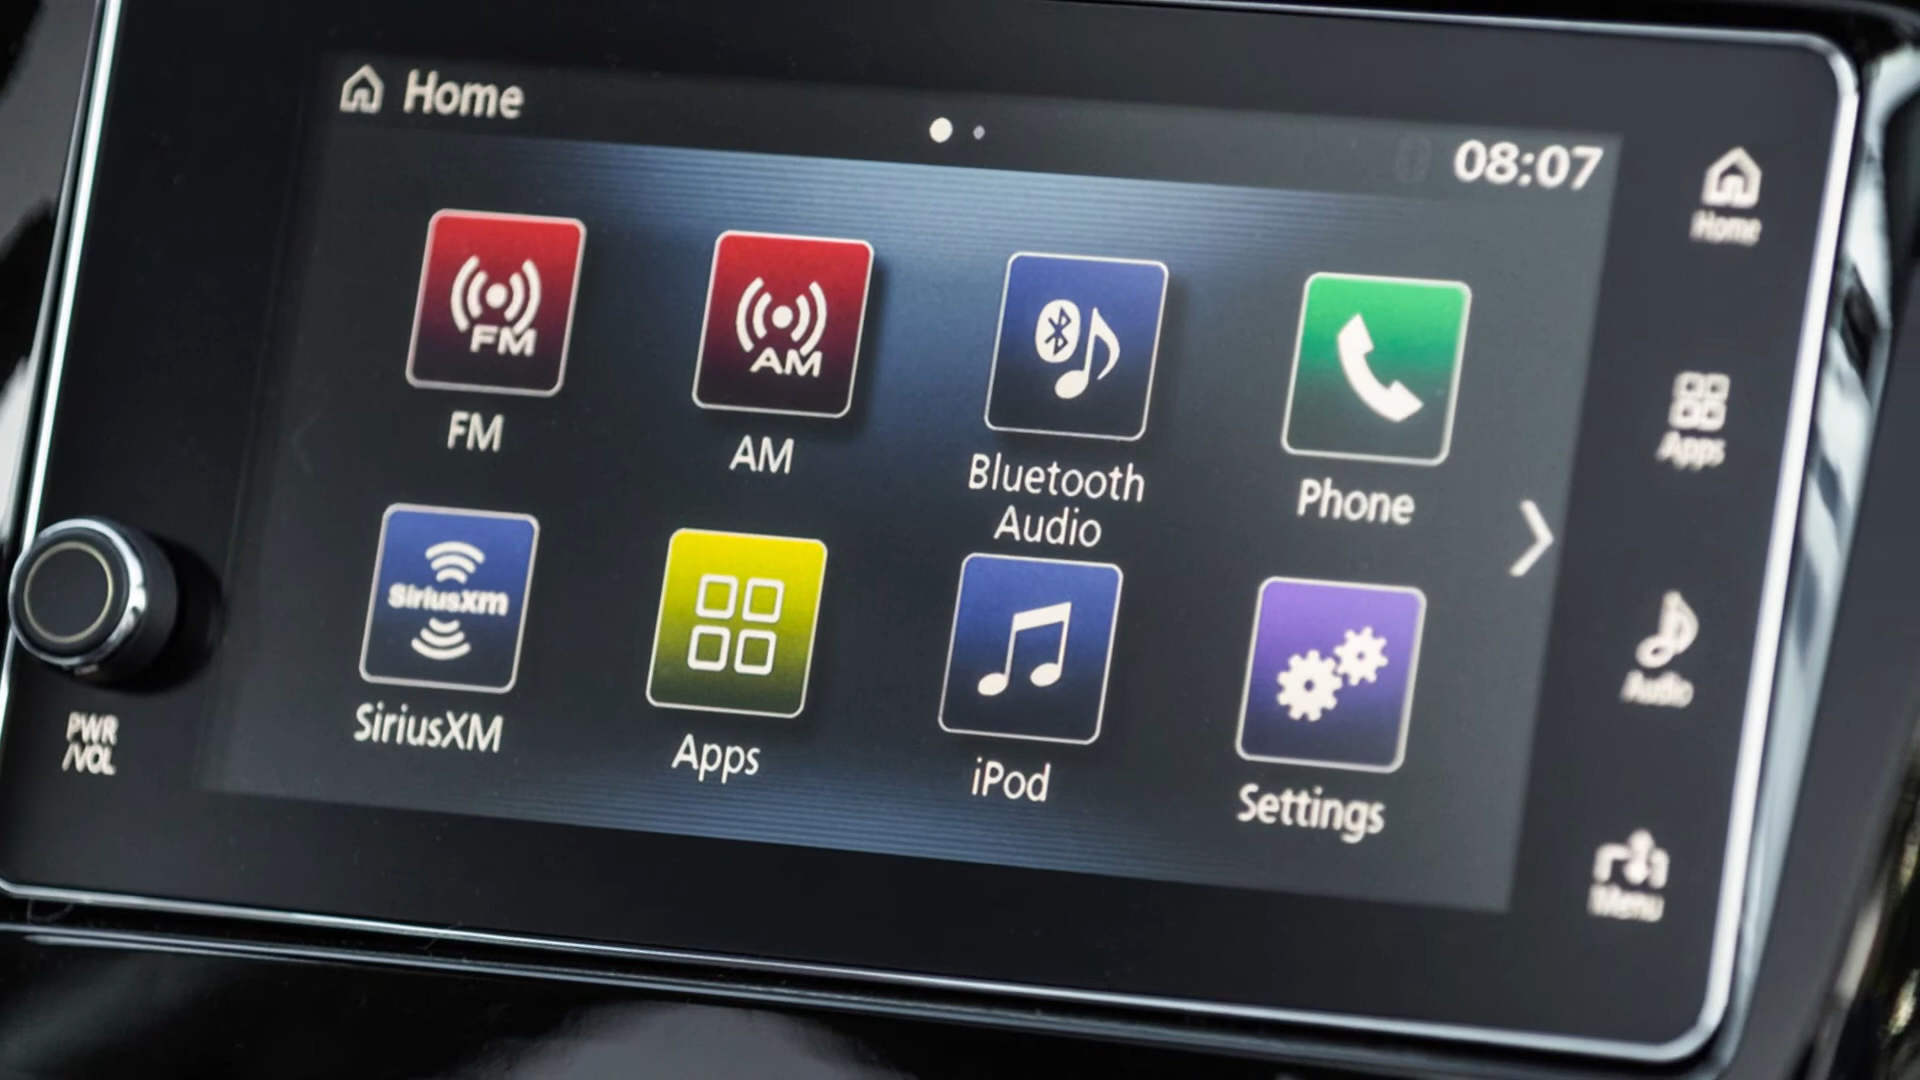 Home
08:07
Home
FM
AM
FM
AM
Bluetooth
Audio
Phone
Apps
SiriusXm
SiriusXM
Apps
iPod
Settings
Audio
PWR
/VOL
Menu